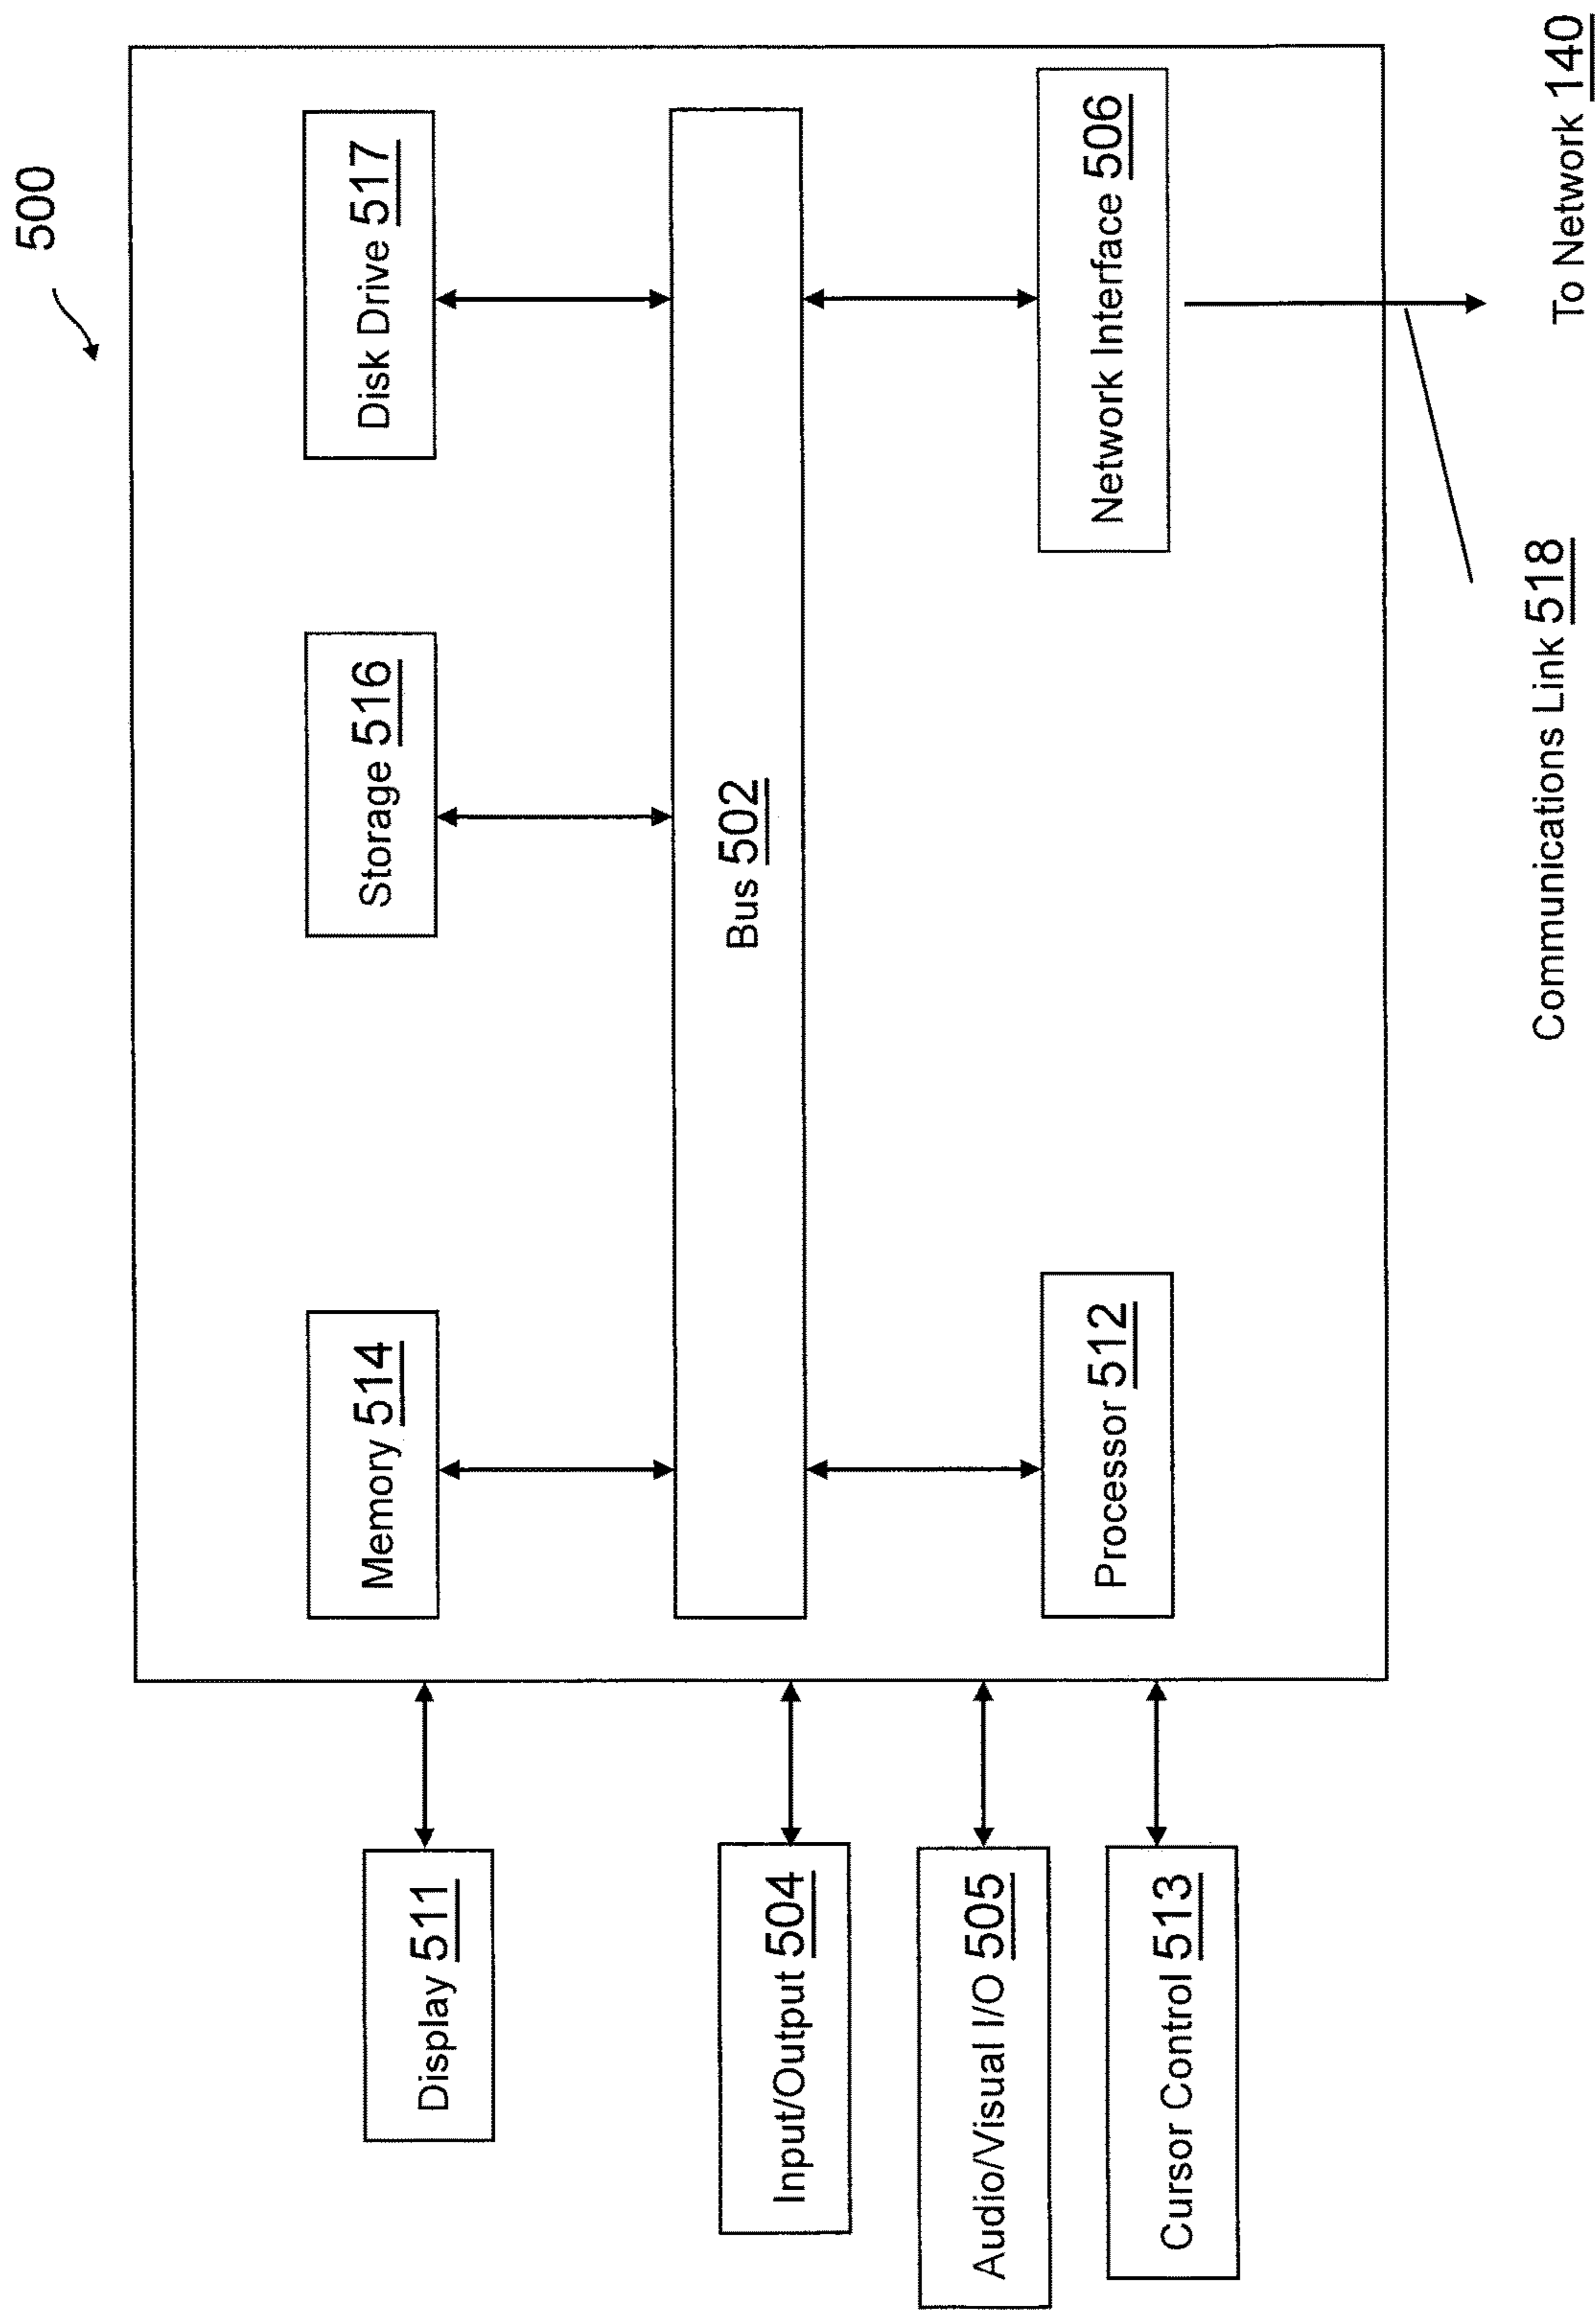 500
Display 511
Memory 514
Storage 516
Disk Drive 517
Input/Output 504
Bus 502
Audio/Visual I/O 505
Cursor Control 513
Processor 512
Network Interface 506
Communications Link 518
To Network 140